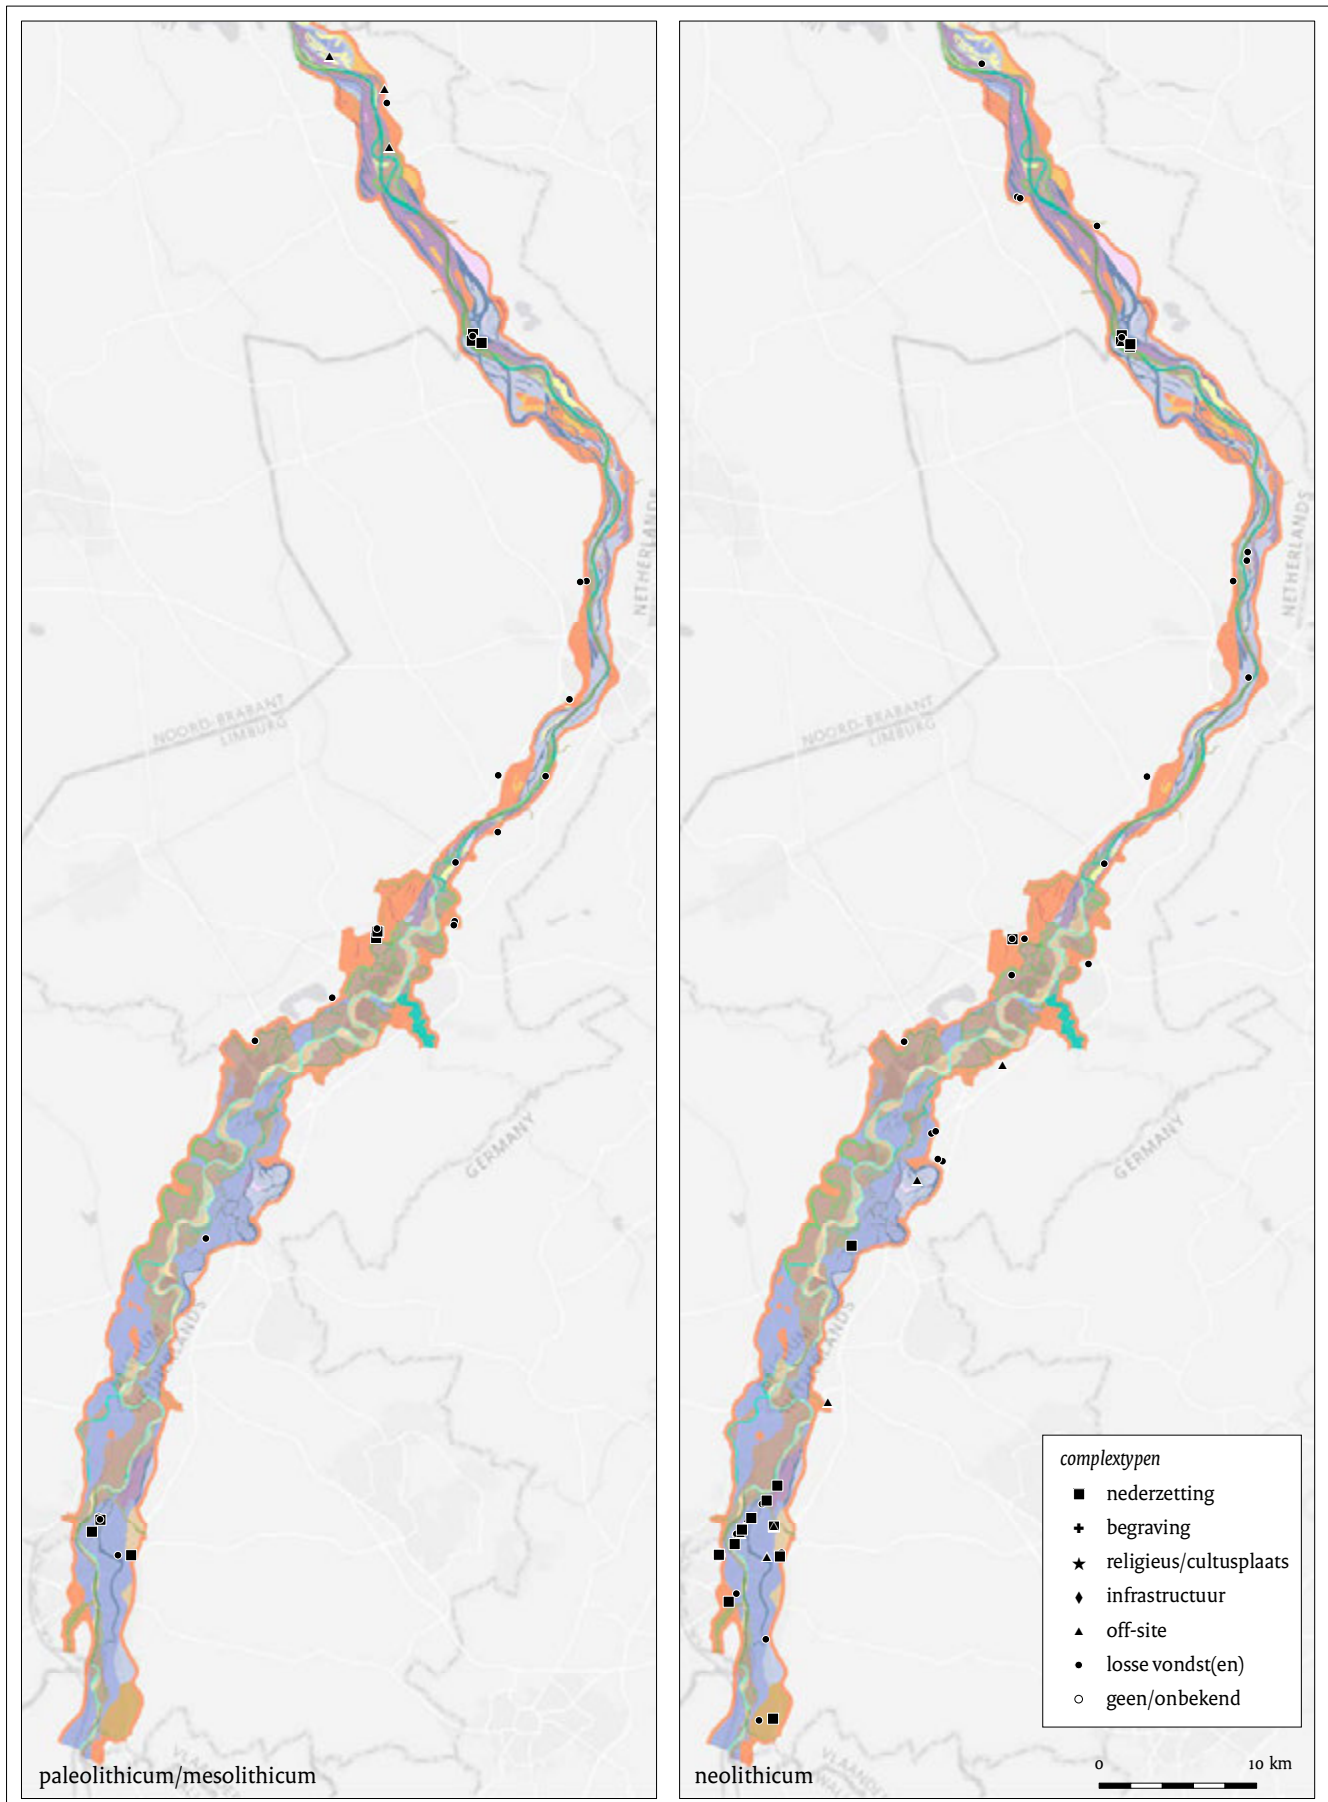 NETHERLANDS
NOORD-BRABANT
LIMBURG
GERMANY
paleolithicum/mesolithicum
NETHERLANDS
NOORD-BRABANT
LIMBURG
GERMANY
complextypen
nederzetting
begraving
religieus/cultusplaats
infrastructuur
off-site
losse vondst(en)
geen/onbekend
0 10 km
neolithicum